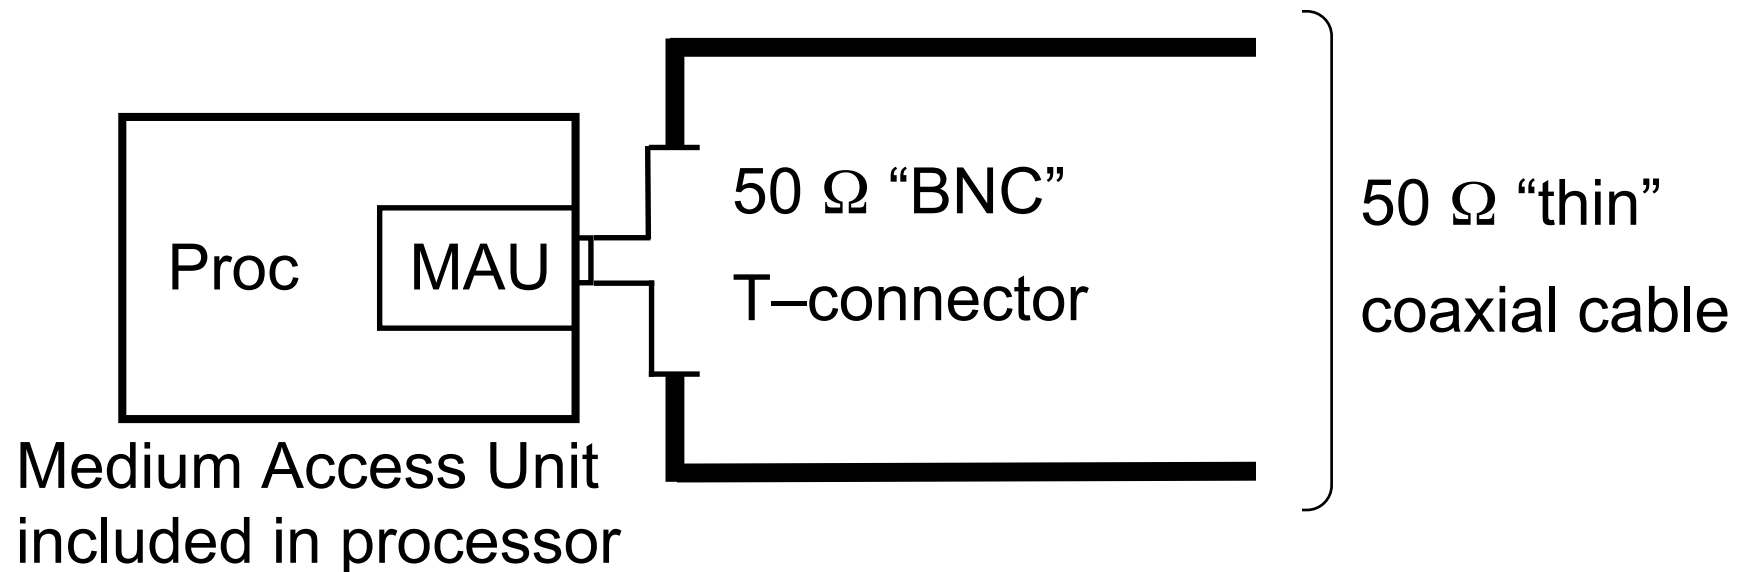 Proc
MAU
50 Ω “BNC”
T–connector
50 Ω “thin”
coaxial cable
Medium Access Unit
included in processor